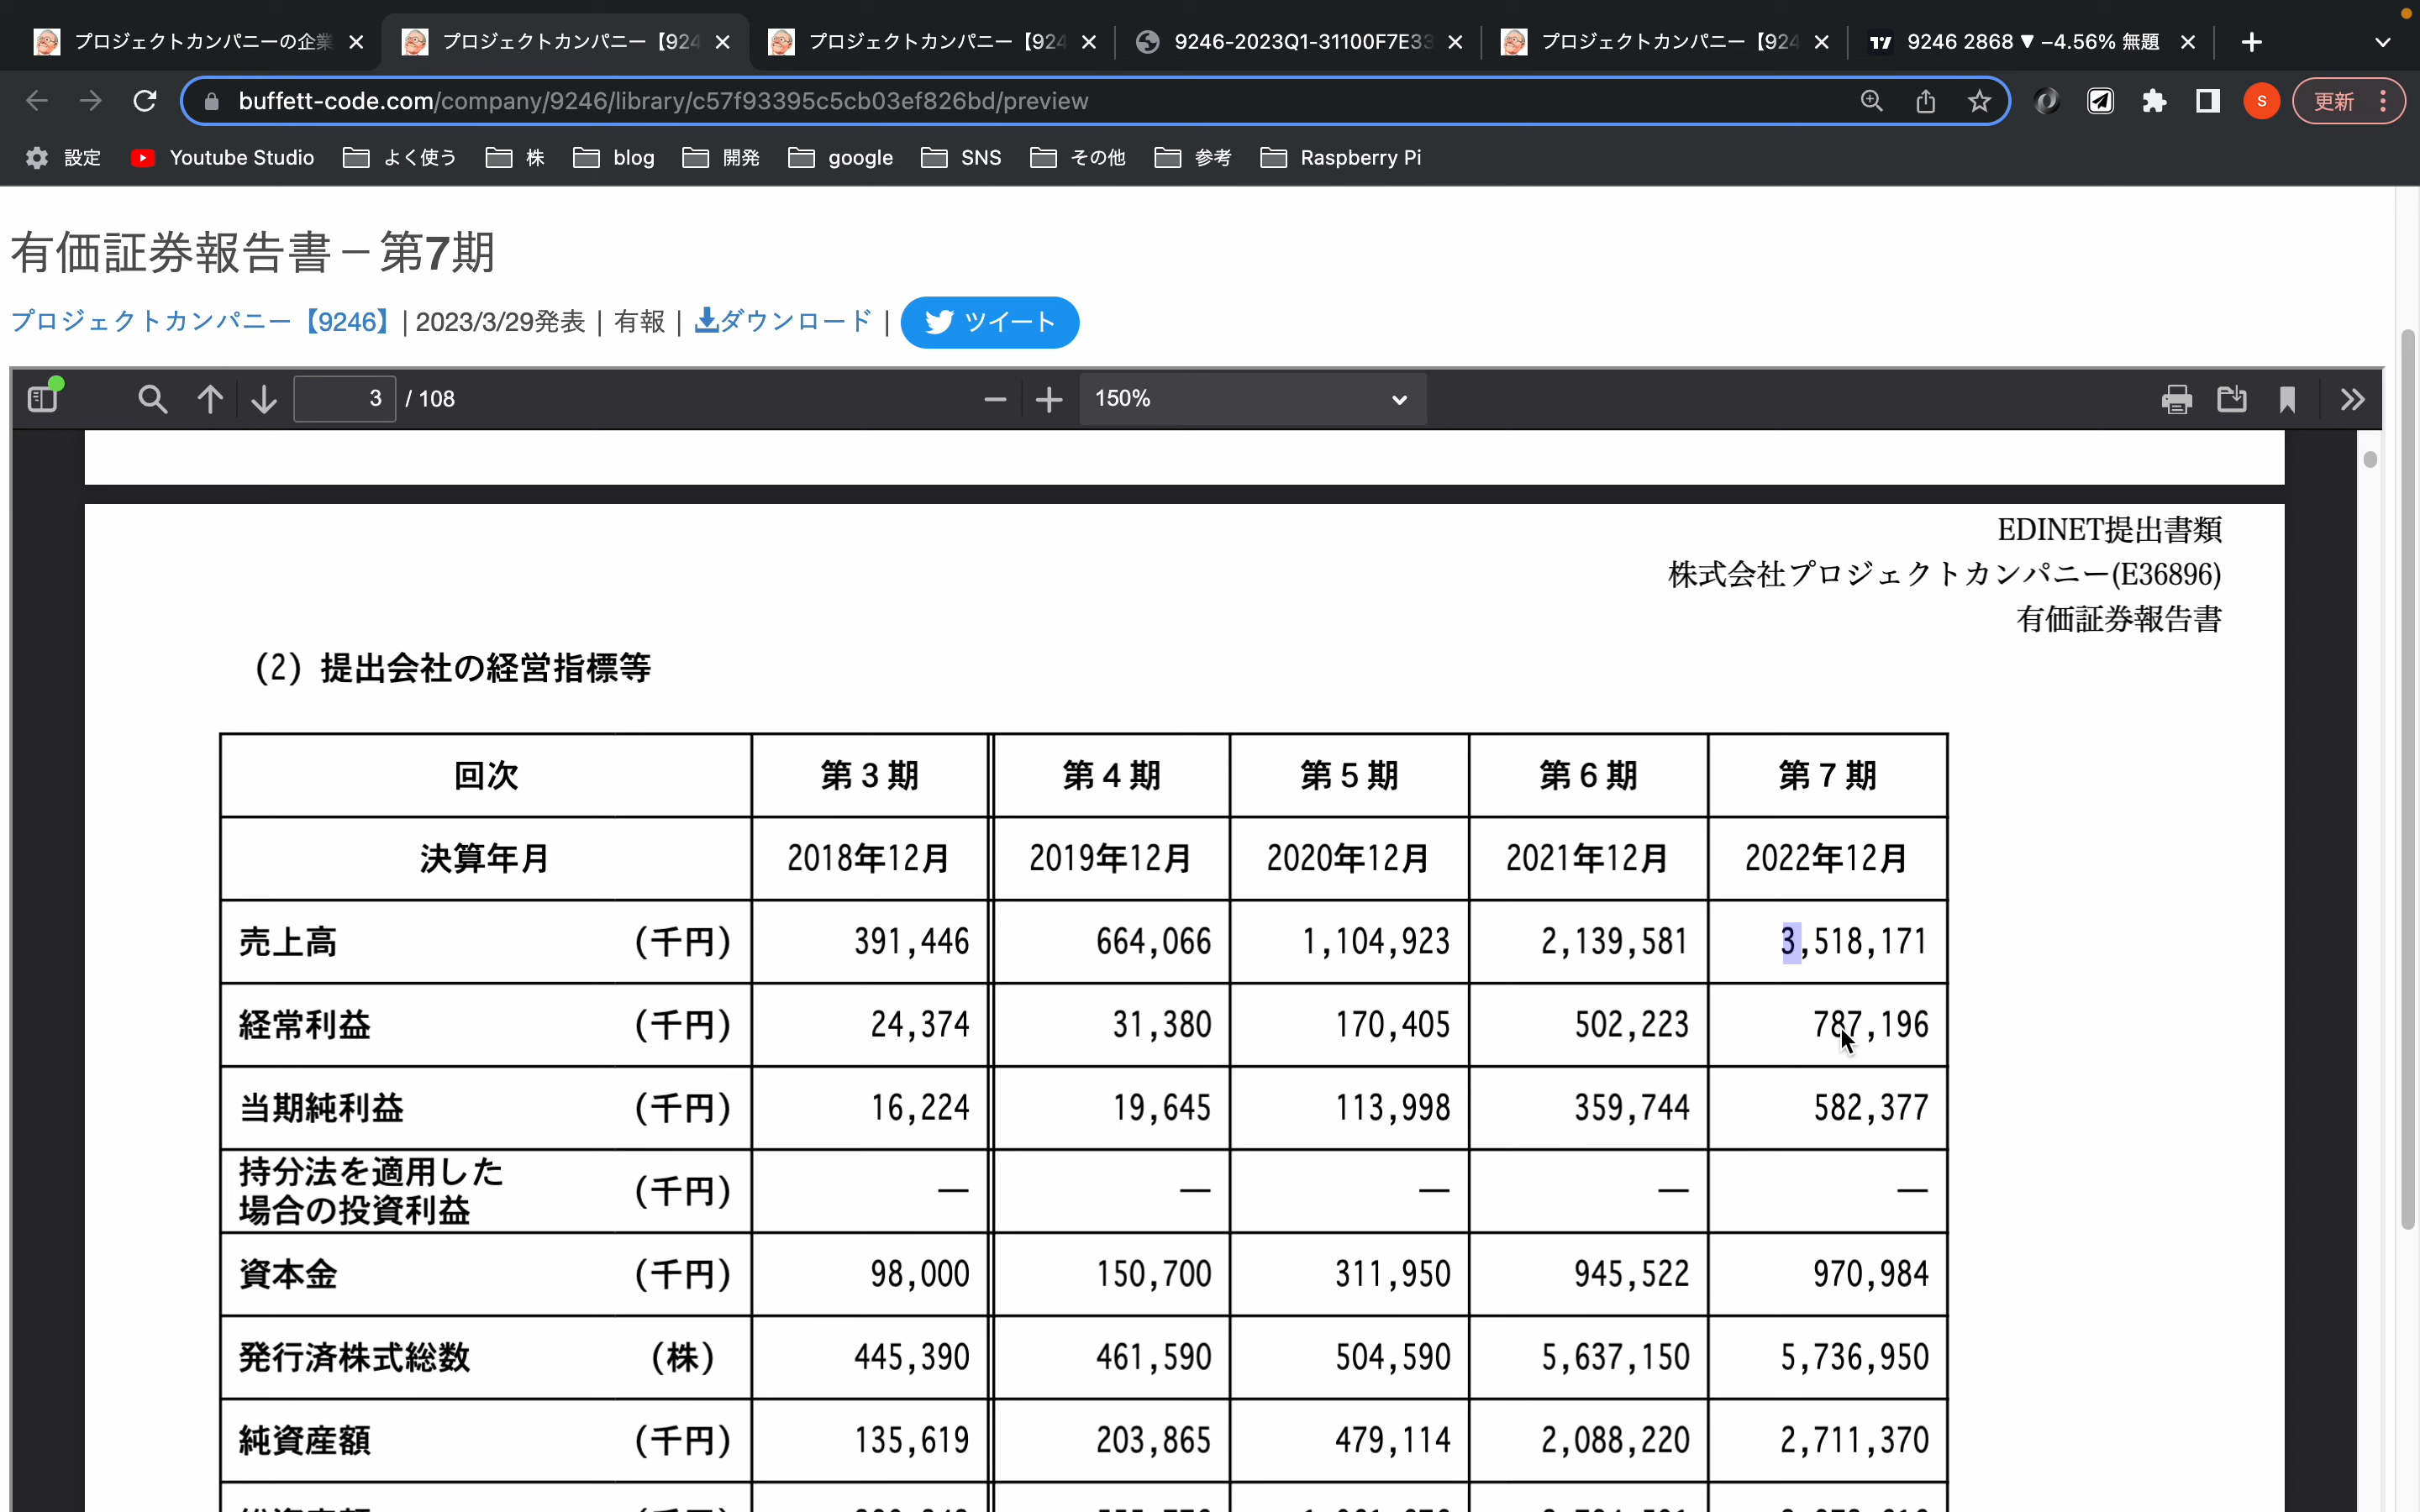 プロジェクトカンパニーの企業
プロジェクトカンパニー【924
プロジェクトカンパニー【924
9246-2023Q1-31100F7E33
プロジェクトカンパニー【924
9246 2868 ▼ −4.56% 無題
buffett-code.com/company/9246/library/c57f93395c5cb03ef826bd/preview
S
更新
設定 Youtube Studio よく使う 株 blog 開発 google SNS その他 参考 Raspberry Pi
有価証券報告書 – 第7期
プロジェクトカンパニー【9246】 | 2023/3/29発表 | 有報 | ダウンロード | ツイート
3 / 108
150%
EDINET提出書類
株式会社プロジェクトカンパニー(E36896)
有価証券報告書
(2) 提出会社の経営指標等
回次 第3期 第4期 第5期 第6期 第7期
決算年月 2018年12月 2019年12月 2020年12月 2021年12月 2022年12月
売上高 (千円) 391,446 664,066 1,104,923 2,139,581 3,518,171
経常利益 (千円) 24,374 31,380 170,405 502,223 787,196
当期純利益 (千円) 16,224 19,645 113,998 359,744 582,377
持分法を適用した
場合の投資利益 (千円) ― ― ― ― ―
資本金 (千円) 98,000 150,700 311,950 945,522 970,984
発行済株式総数 (株) 445,390 461,590 504,590 5,637,150 5,736,950
純資産額 (千円) 135,619 203,865 479,114 2,088,220 2,711,370